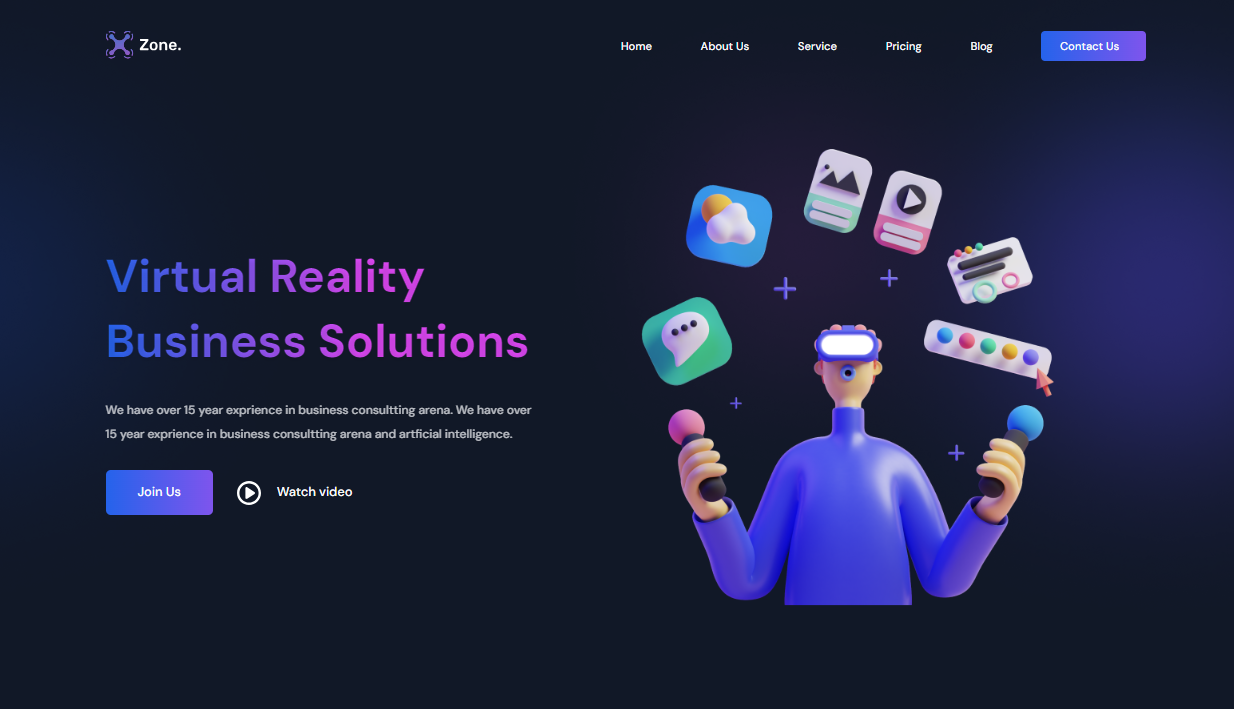 Zone.
Home About Us Service Pricing Blog Contact Us
Virtual Reality
Business Solutions
We have over 15 year exprience in business consultting arena. We have over
15 year exprience in business consultting arena and artficial intelligence.
Join Us Watch video